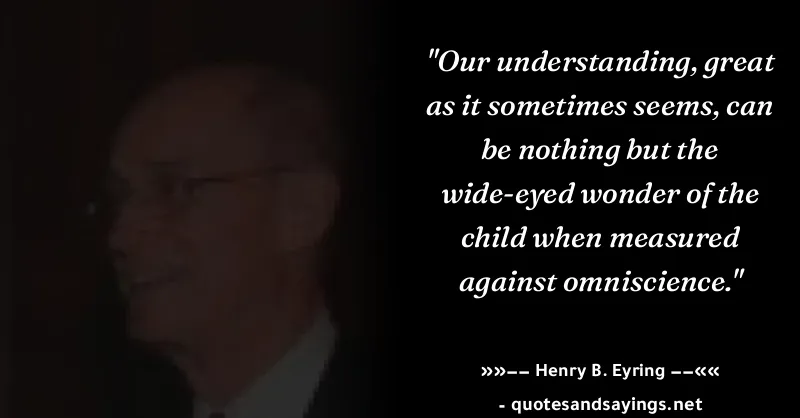 "Our understanding, great
as it sometimes seems, can
be nothing but the
wide-eyed wonder of the
child when measured
against omniscience."
»»−− Henry B. Eyring −−««
- quotesandsayings.net